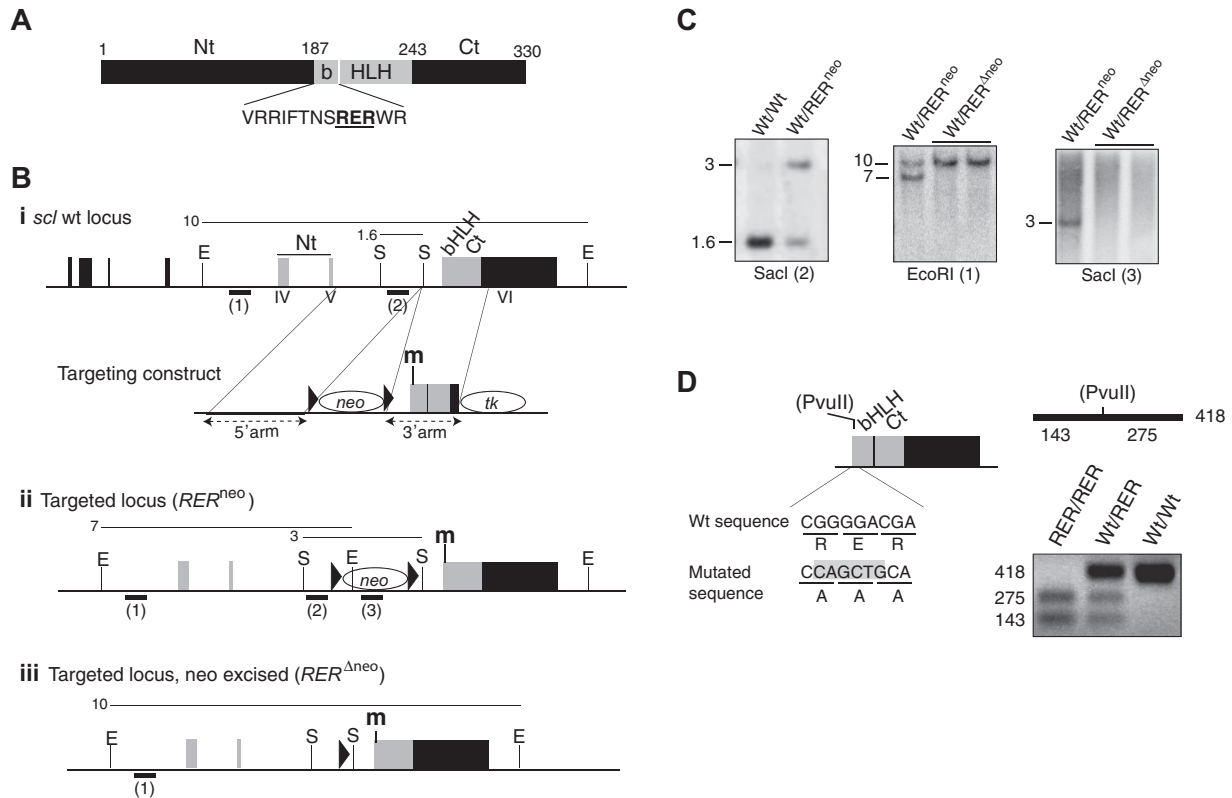 A
1 Nt 187 243 Ct 330
b HLH
VRRIFTNSRERWR
B
i scl wt locus
10
1.6
E Nt S S bHLH Ct E
(1) IV V (2) VI
Targeting construct
m
neo tk
5' arm 3' arm
ii Targeted locus (RERneo)
7
3
m
E S E S E
neo
(1) (2) (3)
iii Targeted locus, neo excised (RERΔneo)
10
m
E S S E
(1)
C
Wt/Wt Wt/RERneo
3
1.6
SacI (2)
Wt/RERneo Wt/RERΔneo
10
7
EcoRI (1)
Wt/RERneo Wt/RERΔneo
3
SacI (3)
D
(PvuII) bHLH Ct
Wt sequence CGGGGACGA
R E R
Mutated CCAGCTGCA
sequence A A A
(PvuII)
418
143 275
RER/RER Wt/RER Wt/Wt
418
275
143